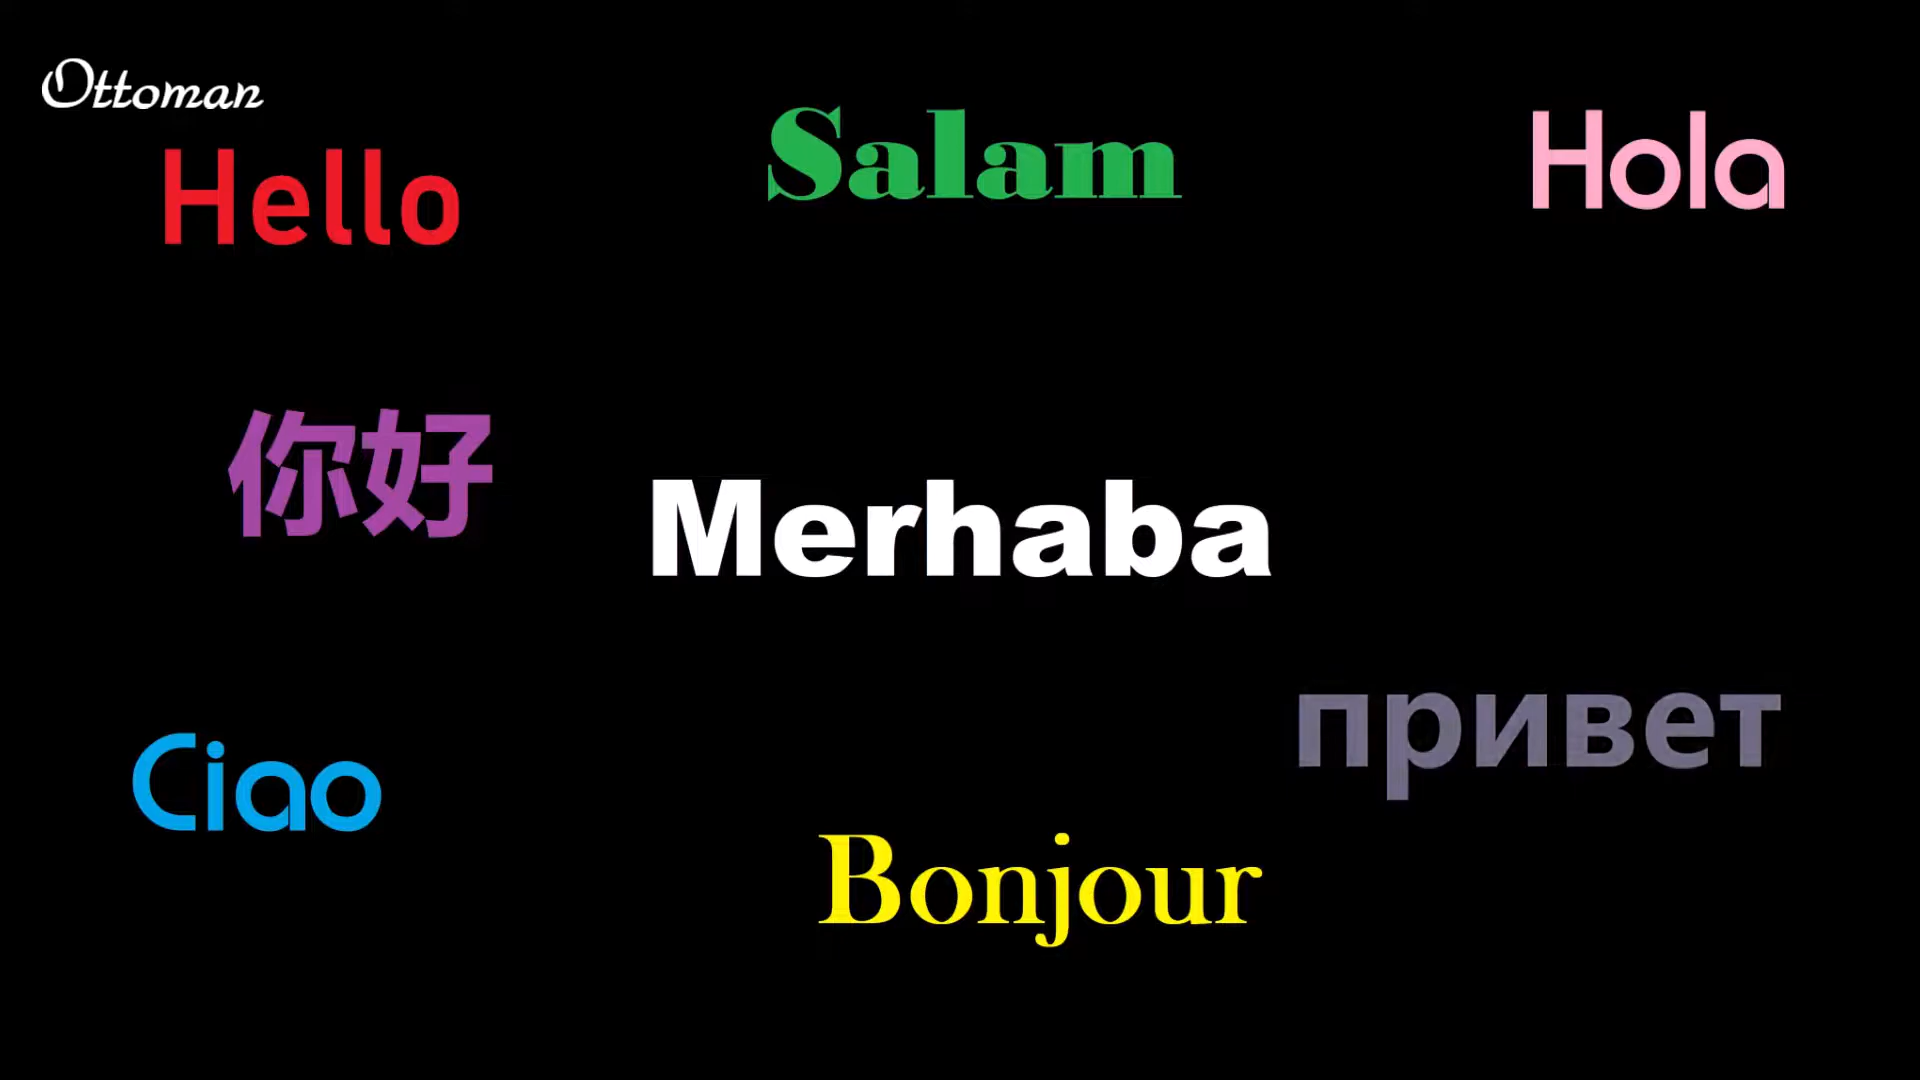 Ottoman
Hello
Salam
Hola
你好
Merhaba
привет
Ciao
Bonjour